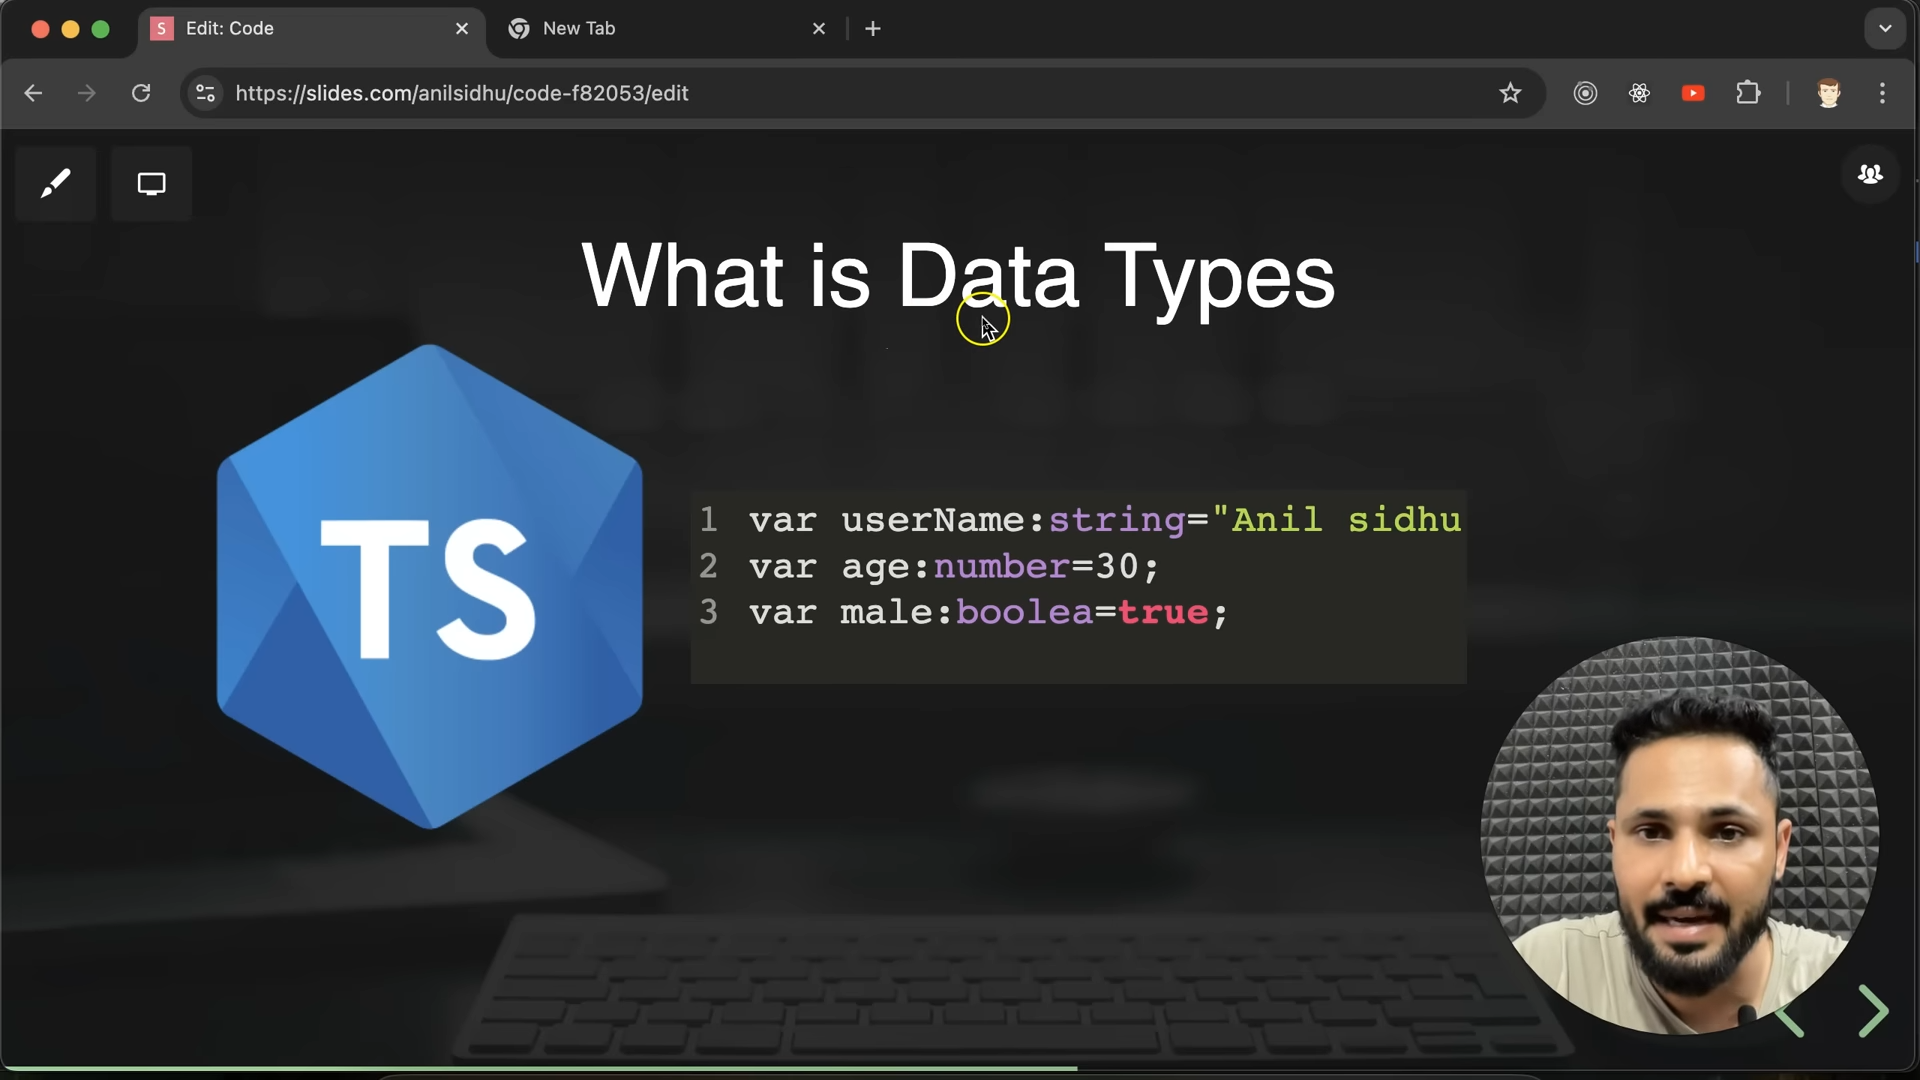 S Edit: Code
New Tab
https://slides.com/anilsidhu/code-f82053/edit
What is Data Types
TS
1 var userName:string="Anil sidhu
2 var age:number=30;
3 var male:boolea=true;